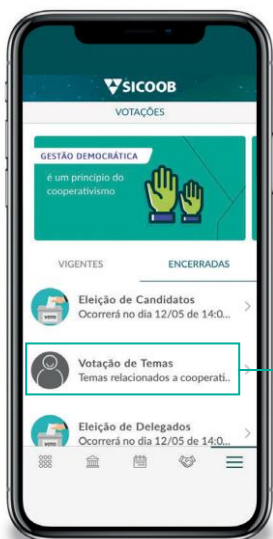 SICOOB
VOTAÇÕES
GESTÃO DEMOCRÁTICA
é um princípio do
cooperativismo
VIGENTES ENCERRADAS
Eleição de Candidatos
Ocorrerá no dia 12/05 de 14:0...
VOTO
Votação de Temas
Temas relacionados a cooperati..
Eleição de Delegados
Ocorrerá no dia 12/05 de 14:0...
VOTO